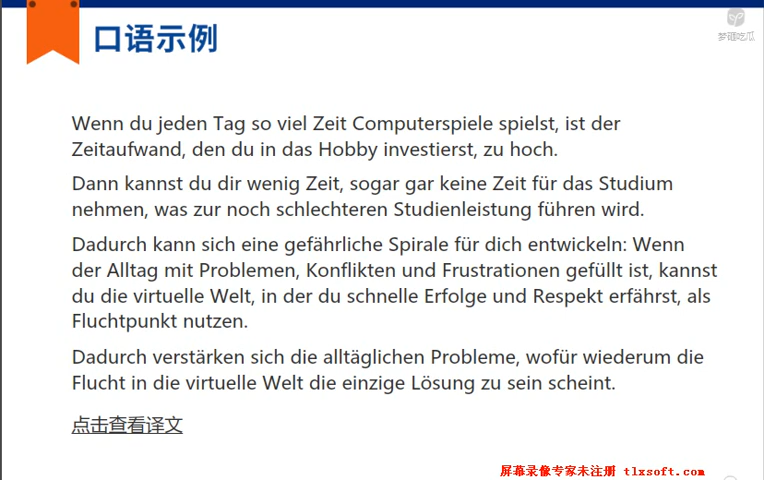 口语示例
梦砸吃瓜
Wenn du jeden Tag so viel Zeit Computerspiele spielst, ist der
Zeitaufwand, den du in das Hobby investierst, zu hoch.
Dann kannst du dir wenig Zeit, sogar gar keine Zeit für das Studium
nehmen, was zur noch schlechteren Studienleistung führen wird.
Dadurch kann sich eine gefährliche Spirale für dich entwickeln: Wenn
der Alltag mit Problemen, Konflikten und Frustrationen gefüllt ist, kannst
du die virtuelle Welt, in der du schnelle Erfolge und Respekt erfährst, als
Fluchtpunkt nutzen.
Dadurch verstärken sich die alltäglichen Probleme, wofür wiederum die
Flucht in die virtuelle Welt die einzige Lösung zu sein scheint.
点击查看译文
屏幕录像专家未注册 tlxsoft.com